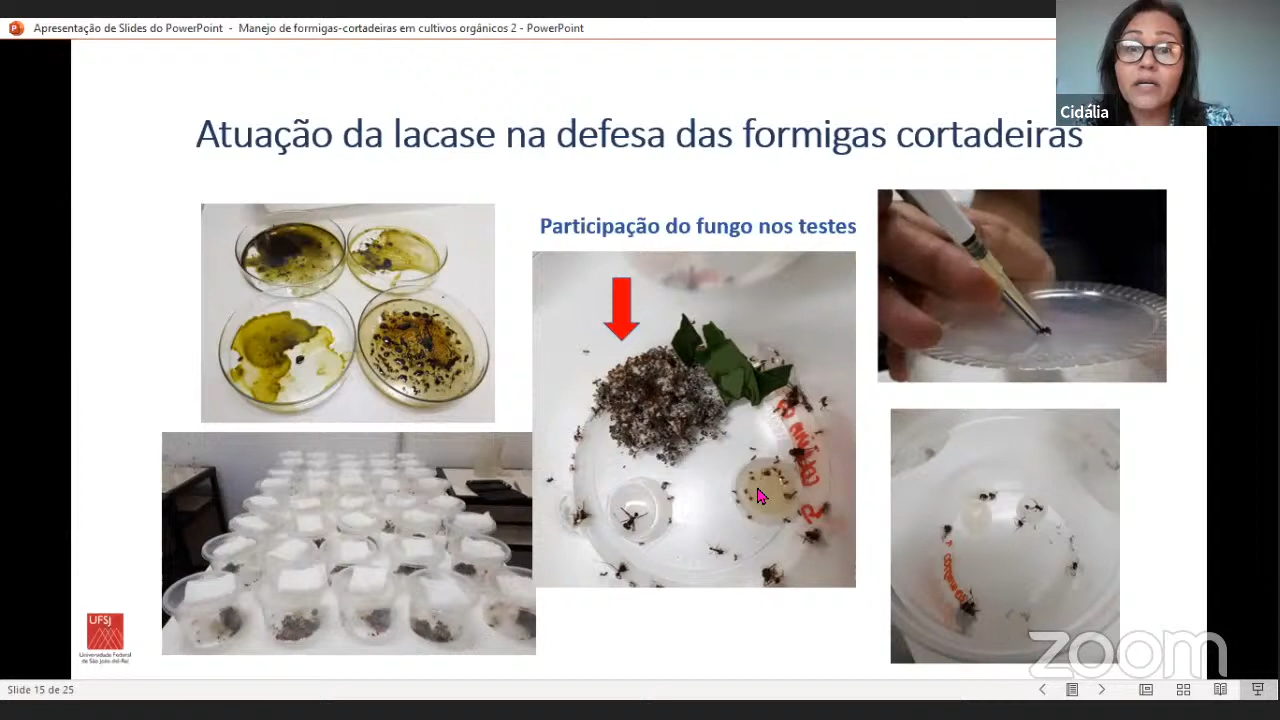 Apresentação de Slides do PowerPoint - Manejo de formigas-cortadeiras em cultivos orgânicos 2 - PowerPoint
Cidália
Atuação da lacase na defesa das formigas cortadeiras
Participação do fungo nos testes
UFSJ
Universidade Federal
de São João del-Rei
zoom
Slide 15 de 25